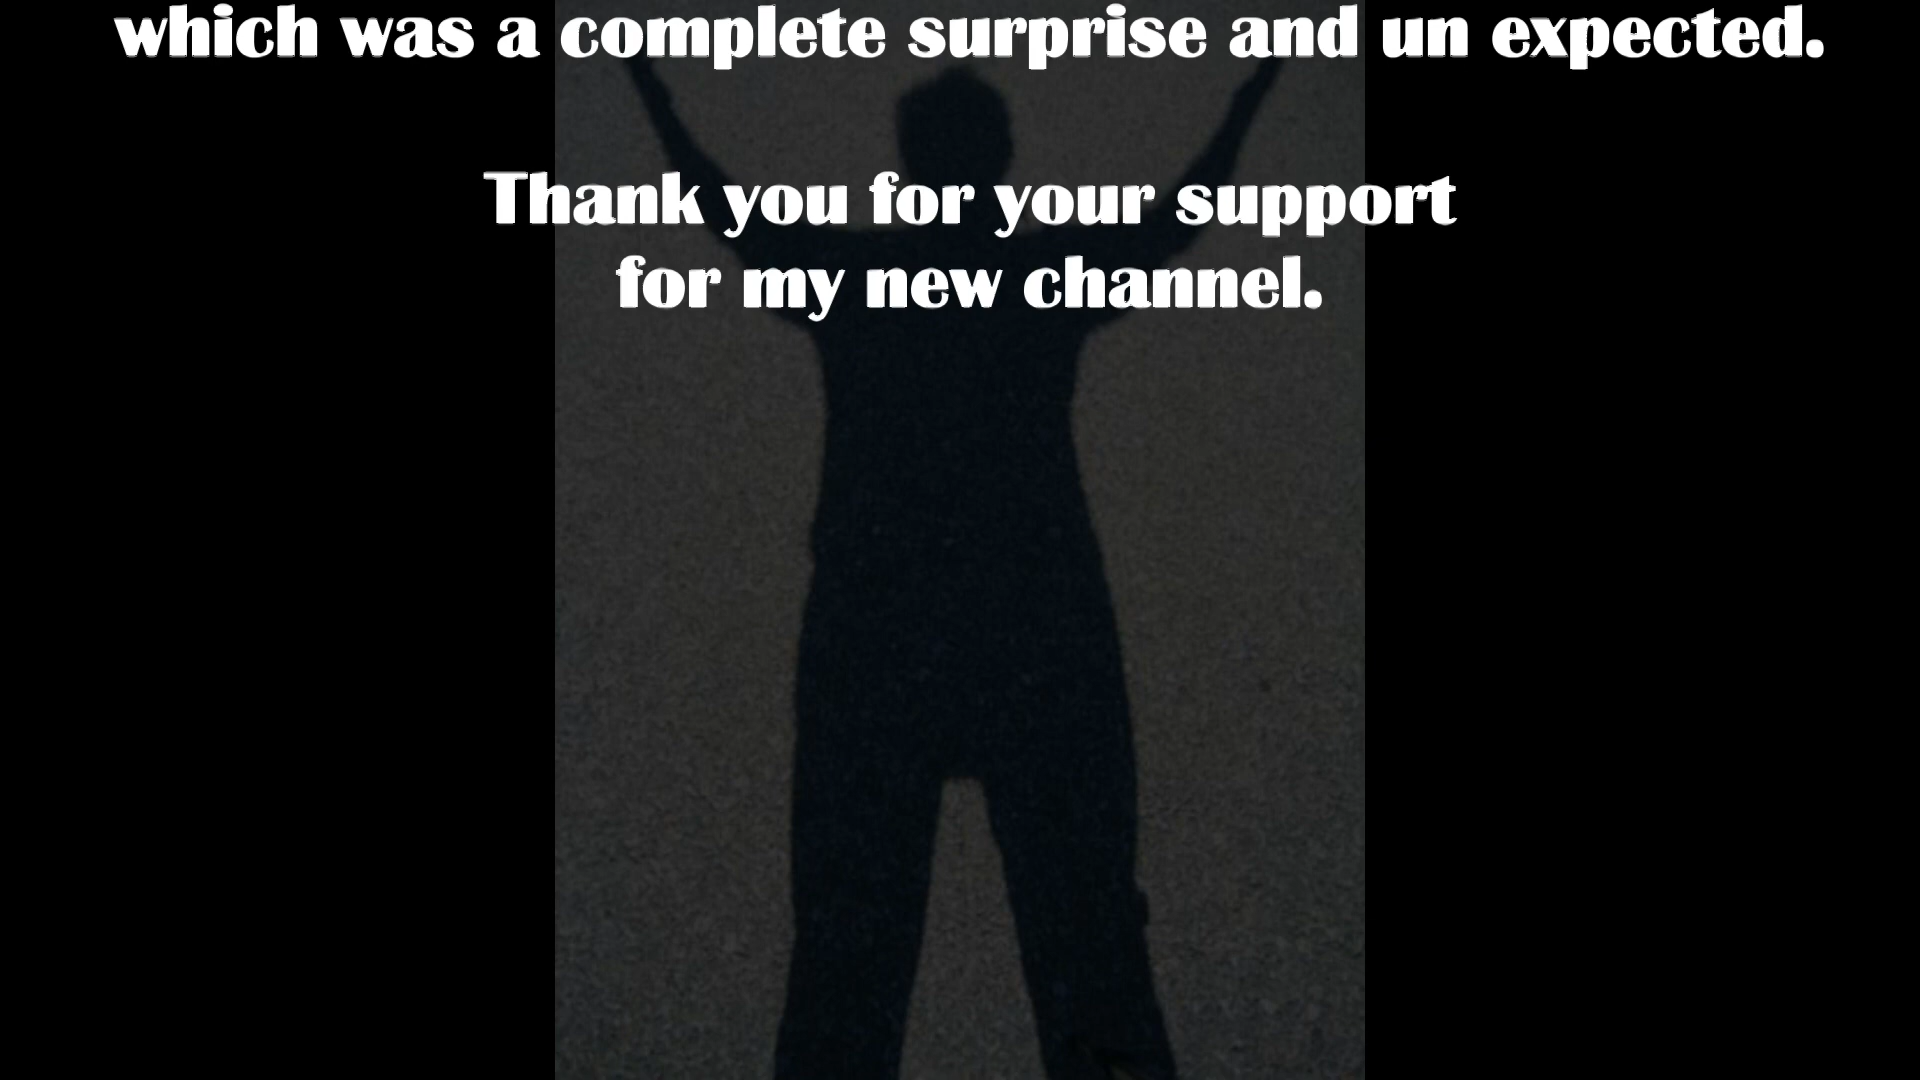 which was a complete surprise and un expected.
Thank you for your support
for my new channel.